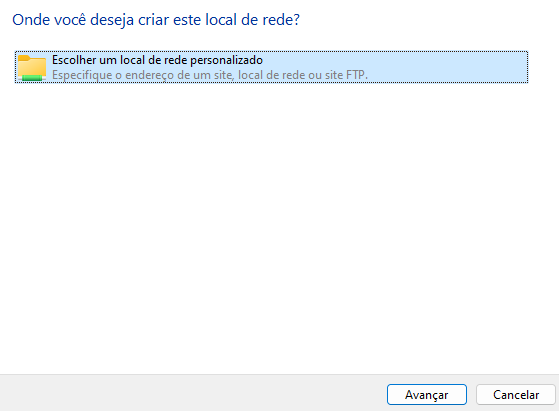 Onde você deseja criar este local de rede?
Escolher um local de rede personalizado
Especifique o endereço de um site, local de rede ou site FTP.
Avançar
Cancelar